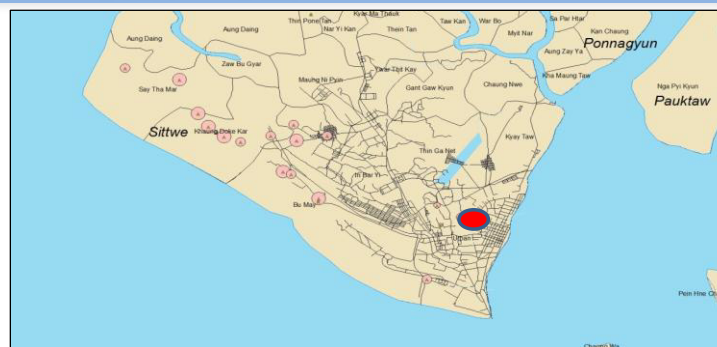 Kyar Ma Thauk
Thin Pone Tan
Aung Daing
Nar Yi Kan
Thein Tan
Taw Kan
War Bo
Sa Par Htar
Myit Nar
Kan Chaung
Aung Daing
Ponnagyun
Aung Zay Ya
Zaw Bu Gyar
Twar Thit Kay
Kha Maung Taw
Say Tha Mar
Maung Ni Pyin
Gant Gaw Kyun
Chaung Nwe
Nga Pyi Kyun
Pauktaw
Sittwe
Khaung Doke Kar
Kyay Taw
Thin Ga Net
Bu May
Urban
Pein Hne Ch